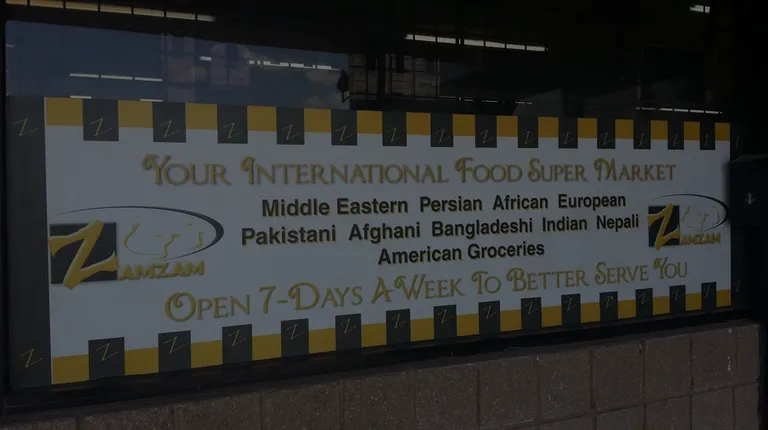 Your International Food Super Market
Middle Eastern Persian African European
Pakistani Afghani Bangladeshi Indian Nepali
American Groceries
Open 7-Days A Week To Better Serve You
ZAMZAM
ZAMZAM